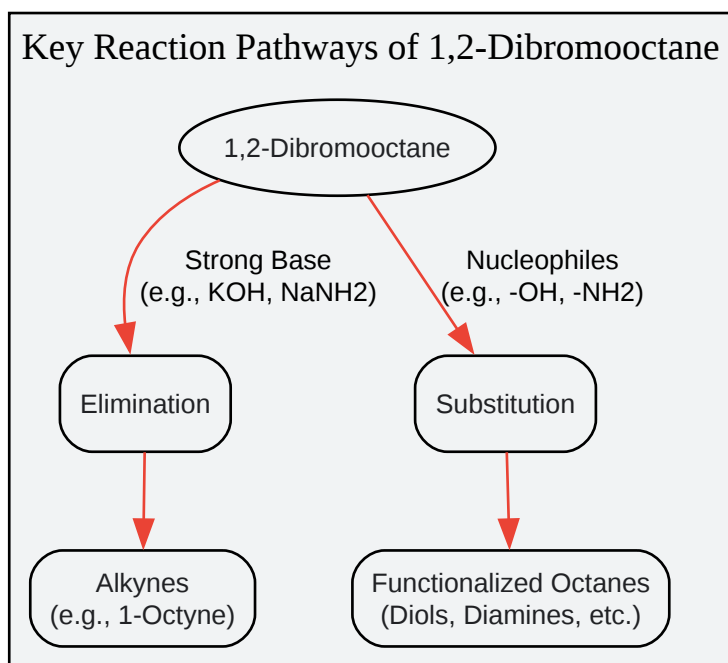 Key Reaction Pathways of 1,2-Dibromooctane
1,2-Dibromooctane
Strong Base
(e.g., KOH, NaNH2)
Nucleophiles
(e.g., -OH, -NH2)
Elimination
Substitution
Alkynes
(e.g., 1-Octyne)
Functionalized Octanes
(Diols, Diamines, etc.)